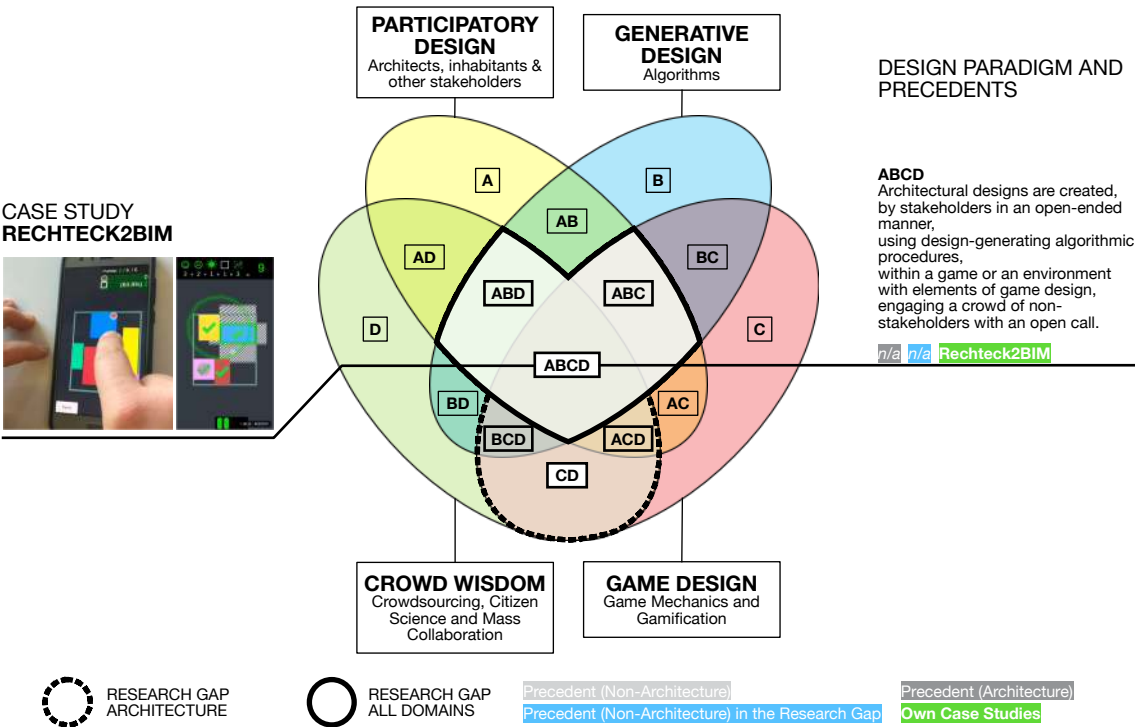 PARTICIPATORY
DESIGN
Architects, inhabitants &
other stakeholders
GENERATIVE
DESIGN
Algorithms
DESIGN PARADIGM AND
PRECEDENTS
ABCD
Architectural designs are created,
by stakeholders in an open-ended
manner,
using design-generating algorithmic
procedures,
within a game or an environment
with elements of game design,
engaging a crowd of non-
stakeholders with an open call.
n/a n/a Rechteck2BIM
CASE STUDY
RECHTECK2BIM
A
B
AB
AD
BC
ABD
ABC
D
C
ABCD
BD
AC
BCD
ACD
CD
CROWD WISDOM
Crowdsourcing, Citizen
Science and Mass
Collaboration
GAME DESIGN
Game Mechanics and
Gamification
RESEARCH GAP
ARCHITECTURE
RESEARCH GAP
ALL DOMAINS
Precedent (Non-Architecture)
Precedent (Non-Architecture) in the Research Gap
Precedent (Architecture)
Own Case Studies